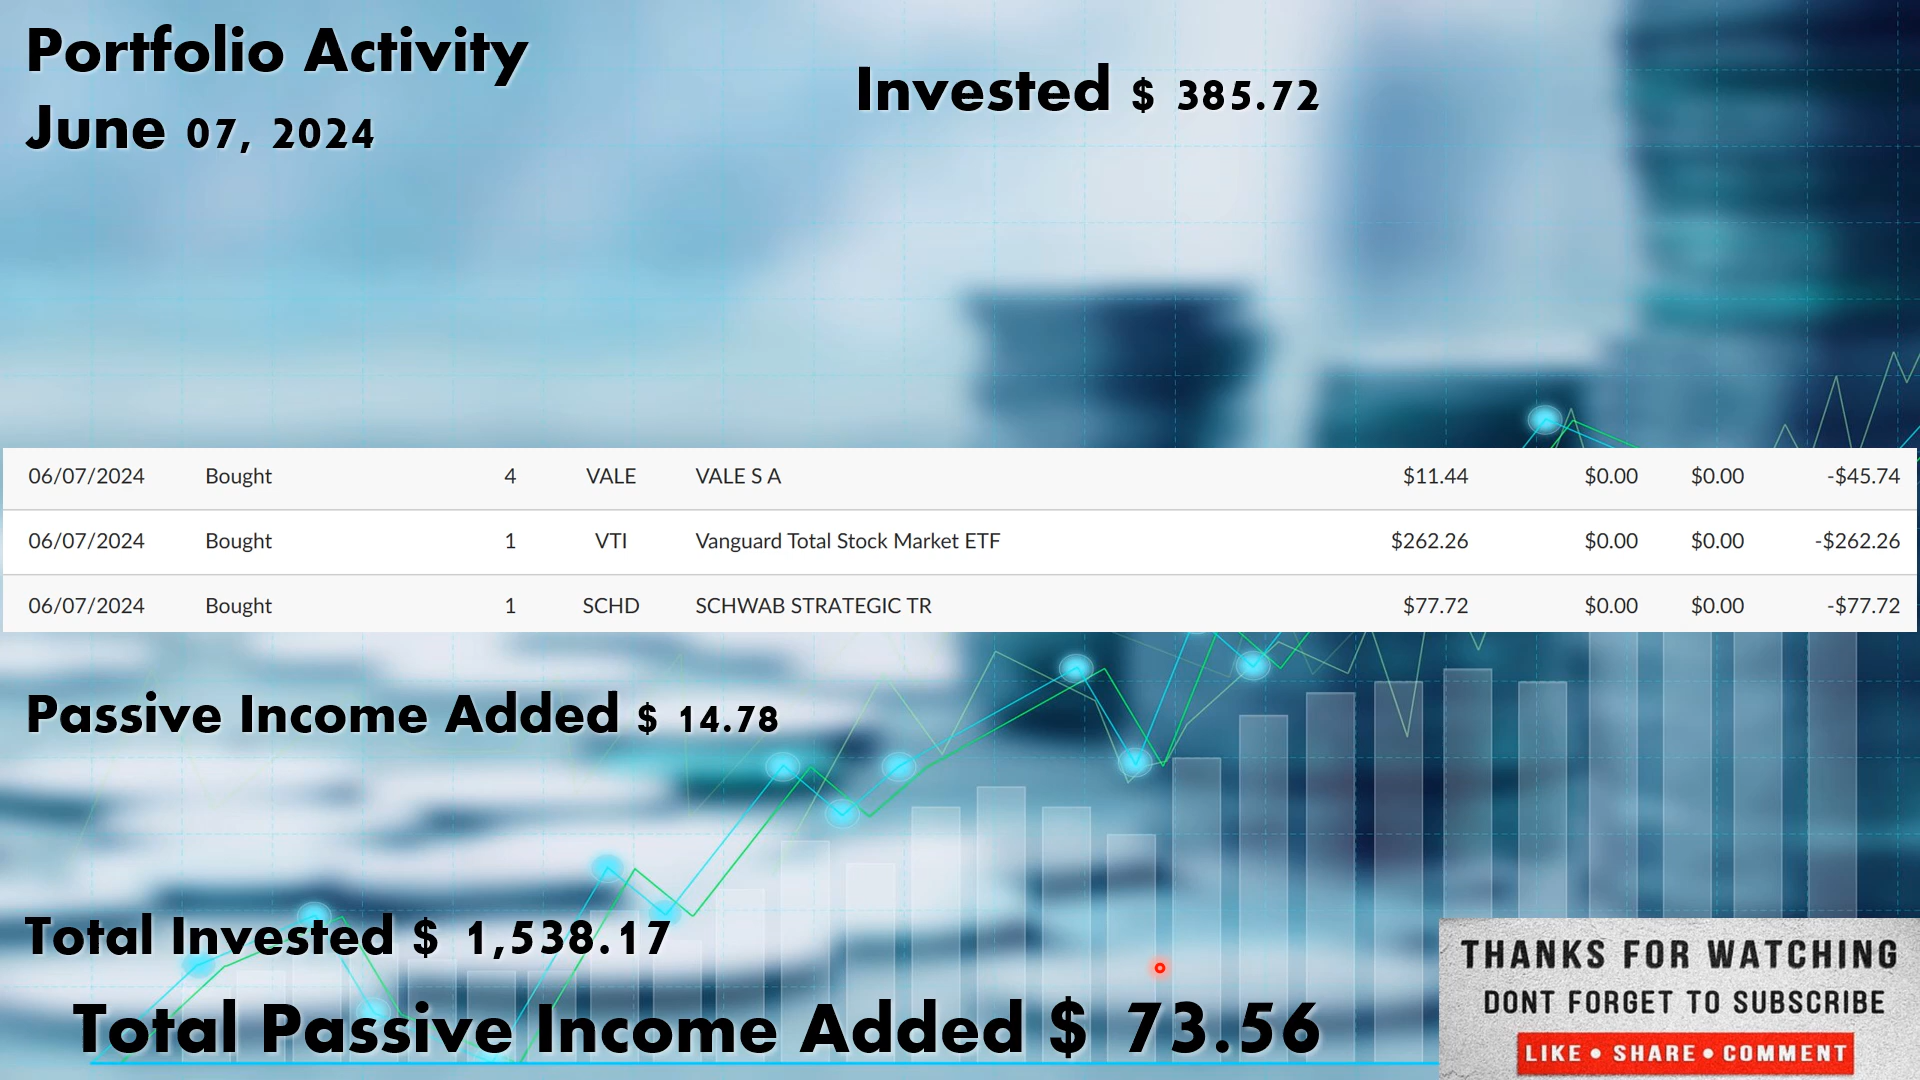 Portfolio Activity
June 07, 2024
Invested $ 385.72
06/07/2024 Bought 4 VALE VALE S A $11.44 $0.00 $0.00 -$45.74
06/07/2024 Bought 1 VTI Vanguard Total Stock Market ETF $262.26 $0.00 $0.00 -$262.26
06/07/2024 Bought 1 SCHD SCHWAB STRATEGIC TR $77.72 $0.00 $0.00 -$77.72
Passive Income Added $ 14.78
Total Invested $ 1,538.17
Total Passive Income Added $ 73.56
THANKS FOR WATCHING
DONT FORGET TO SUBSCRIBE
LIKE • SHARE • COMMENT